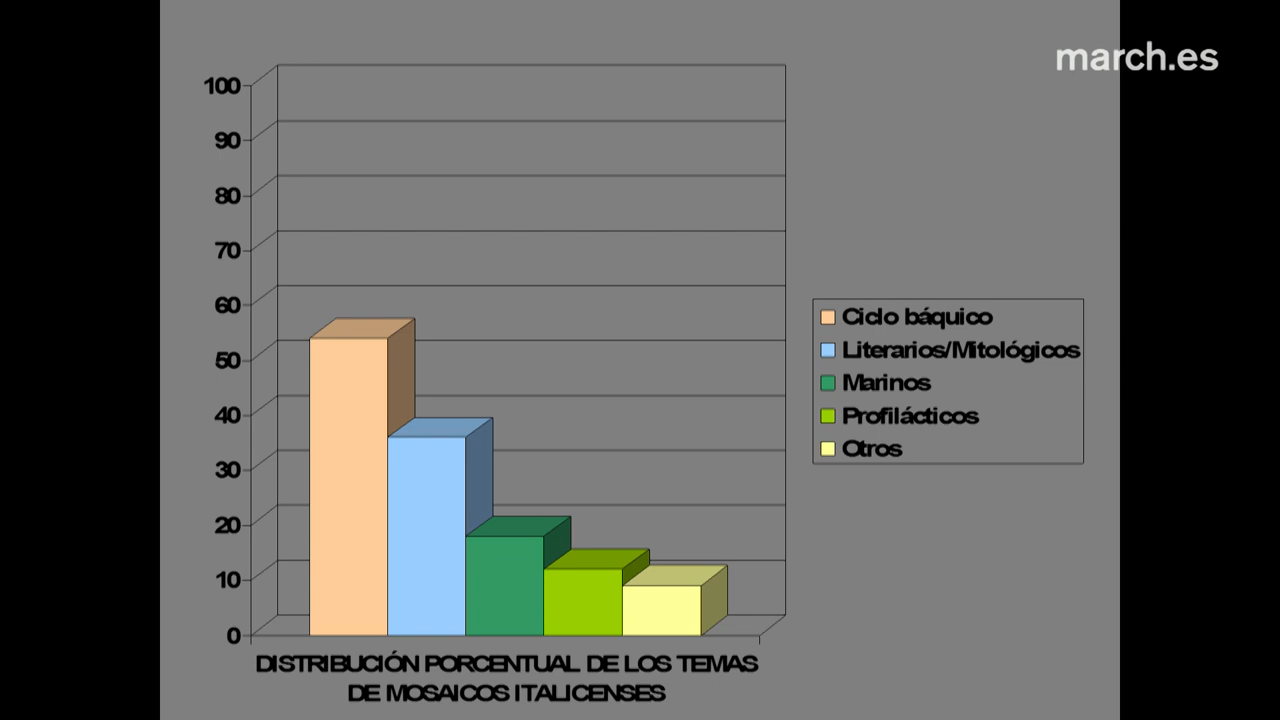 march.es
100
90
80
70
60
50
40
30
20
10
0
Ciclo báquico
Literarios/Mitológicos
Marinos
Profilácticos
Otros
DISTRIBUCIÓN PORCENTUAL DE LOS TEMAS
DE MOSAICOS ITALICENSES